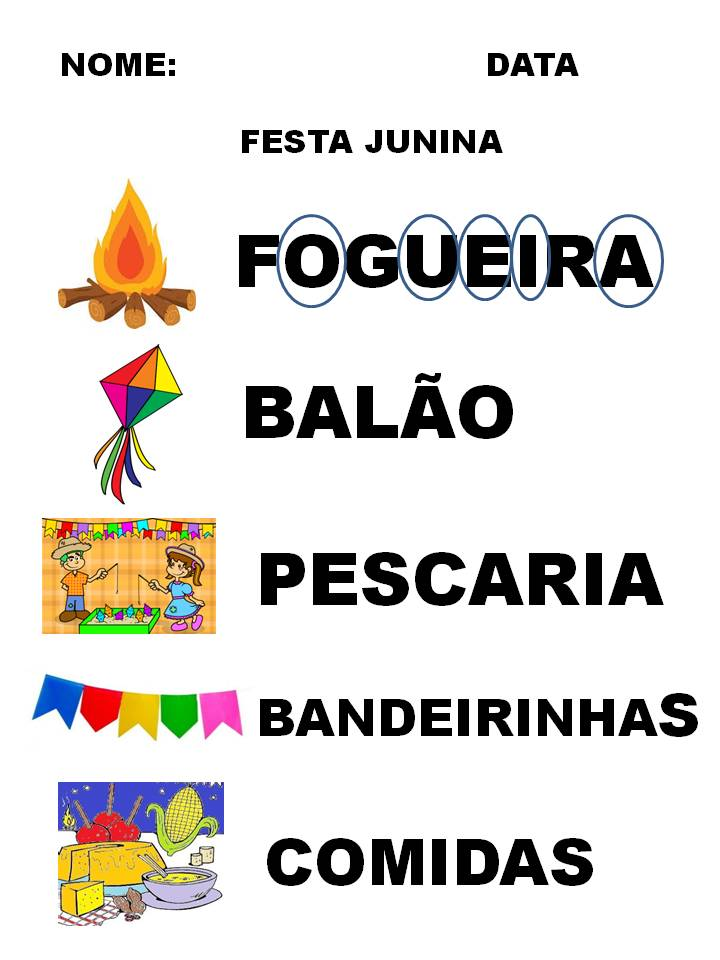 NOME: DATA
FESTA JUNINA
FOGUEIRA
BALÃO
PESCARIA
BANDEIRINHAS
COMIDAS